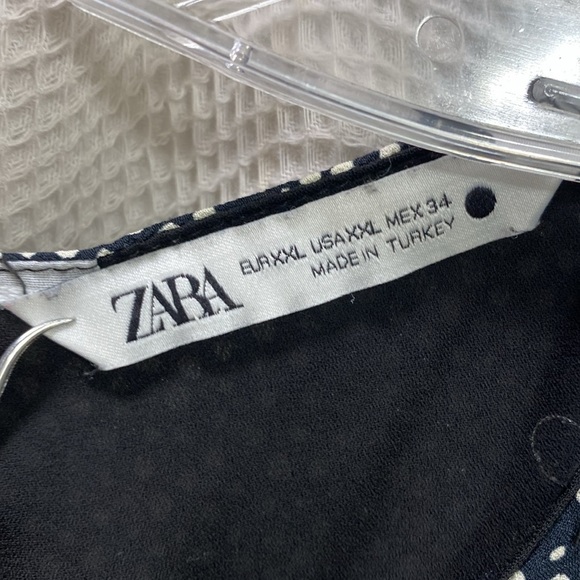 ZARA
EUR XXL USA XXL MEX 34
MADE IN TURKEY